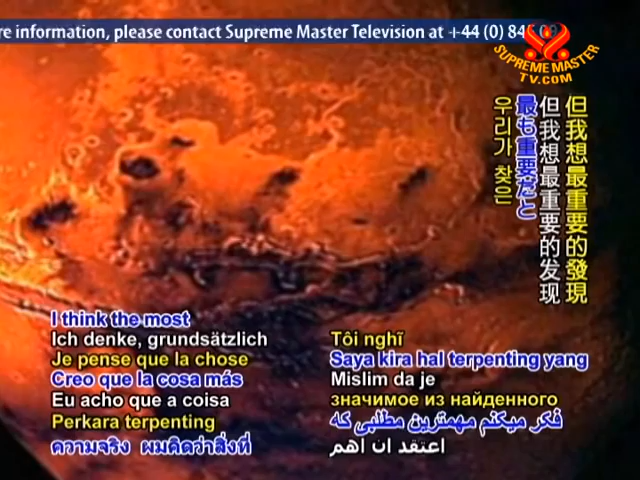 re information, please contact Supreme Master Television at +44 (0) 845 09
SUPREME MASTER
TV.COM
但我想最重要的發現
但我想最重要的发现
最も重要だと
우리가 찾은
I think the most
Ich denke, grundsätzlich
Je pense que la chose
Creo que la cosa más
Eu acho que a coisa
Perkara terpenting
ความจริง ผมคิดว่าสิ่งที่
Tôi nghĩ
Saya kira hal terpenting yang
Mislim da je
значимое из найденного
فکر میکنم مهمترین مطلبی که
اعتقد ان اهم